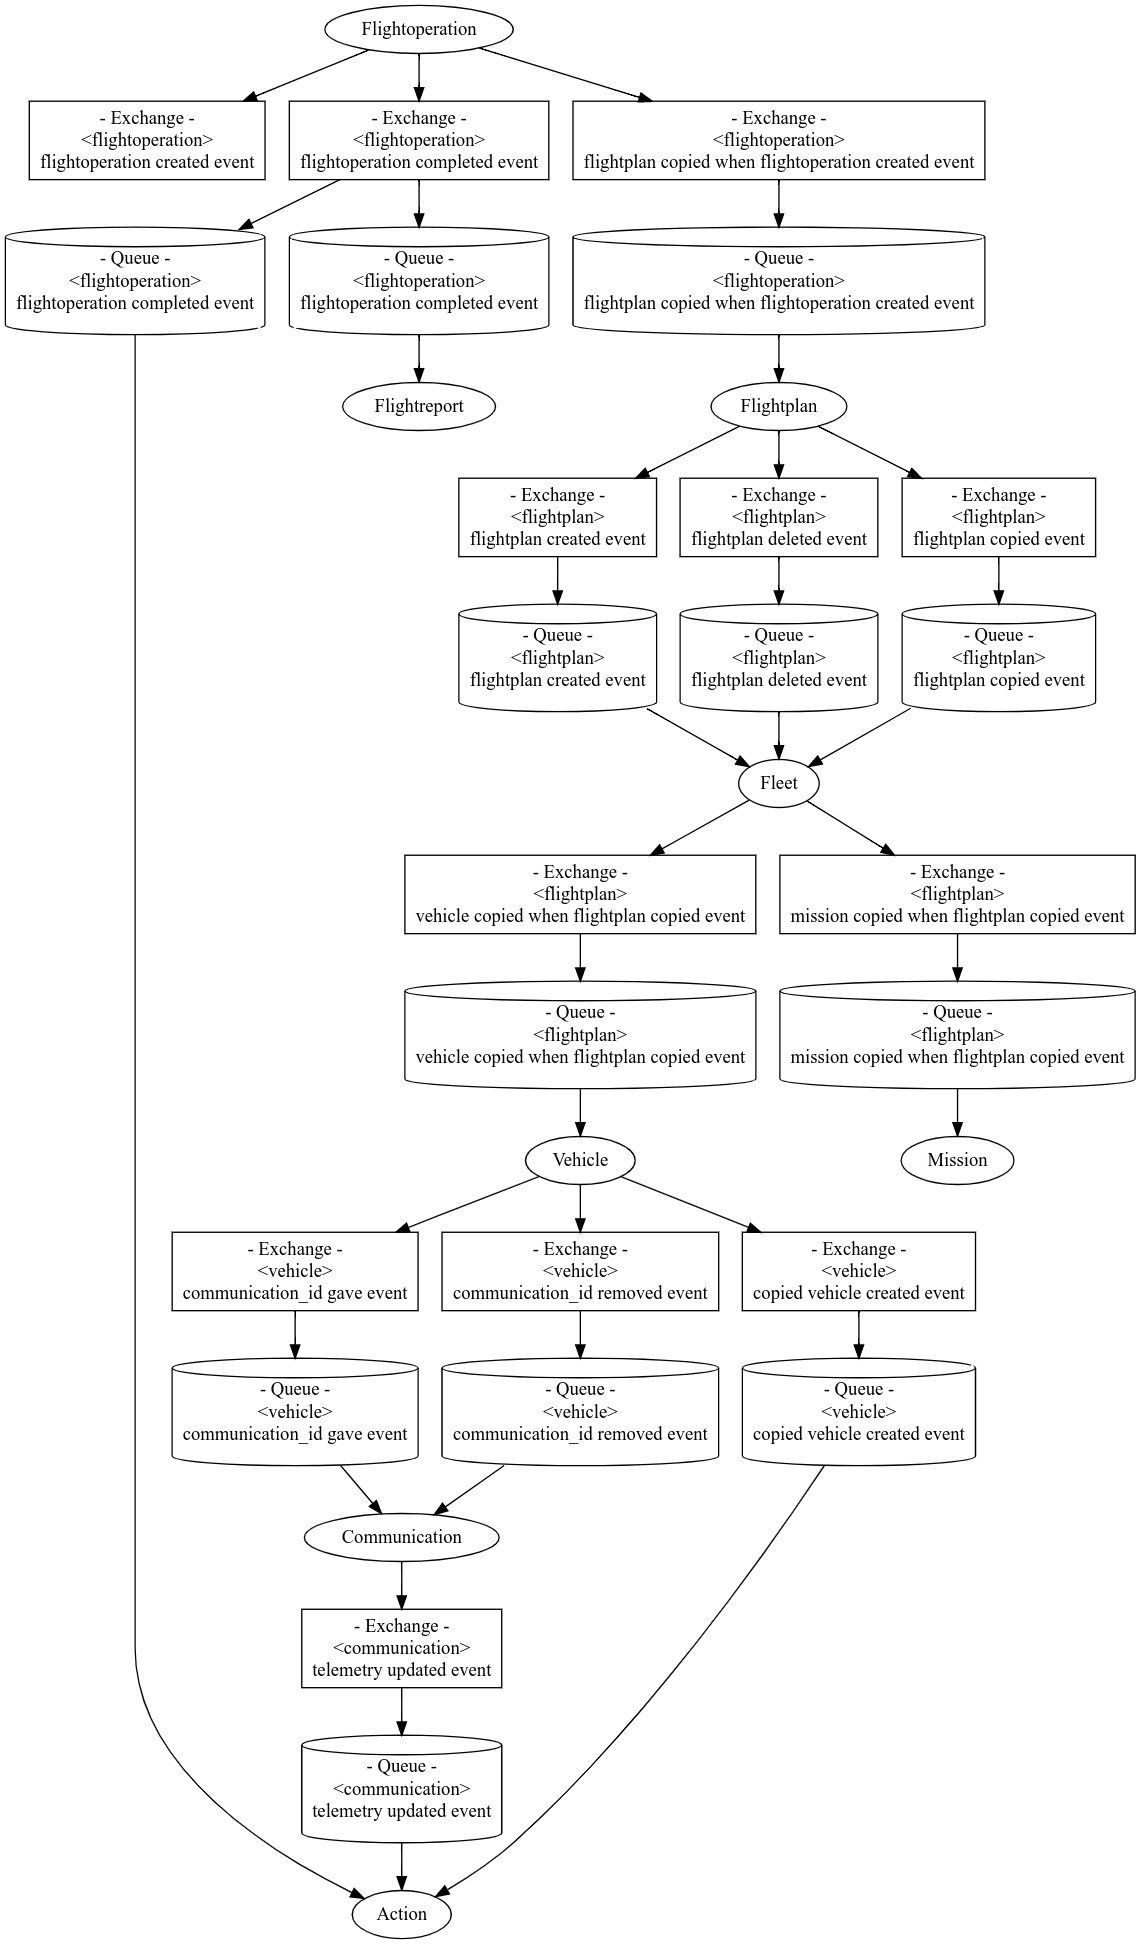 Flightoperation
- Exchange -
<flightoperation>
flightoperation created event
- Exchange -
<flightoperation>
flightoperation completed event
- Exchange -
<flightoperation>
flightplan copied when flightoperation created event
- Queue -
<flightoperation>
flightoperation completed event
- Queue -
<flightoperation>
flightoperation completed event
- Queue -
<flightoperation>
flightplan copied when flightoperation created event
Flightreport
Flightplan
- Exchange -
<flightplan>
flightplan created event
- Exchange -
<flightplan>
flightplan deleted event
- Exchange -
<flightplan>
flightplan copied event
- Queue -
<flightplan>
flightplan created event
- Queue -
<flightplan>
flightplan deleted event
- Queue -
<flightplan>
flightplan copied event
Fleet
- Exchange -
<flightplan>
vehicle copied when flightplan copied event
- Exchange -
<flightplan>
mission copied when flightplan copied event
- Queue -
<flightplan>
vehicle copied when flightplan copied event
- Queue -
<flightplan>
mission copied when flightplan copied event
Vehicle
Mission
- Exchange -
<vehicle>
communication_id gave event
- Exchange -
<vehicle>
communication_id removed event
- Exchange -
<vehicle>
copied vehicle created event
- Queue -
<vehicle>
communication_id gave event
- Queue -
<vehicle>
communication_id removed event
- Queue -
<vehicle>
copied vehicle created event
Communication
- Exchange -
<communication>
telemetry updated event
- Queue -
<communication>
telemetry updated event
Action